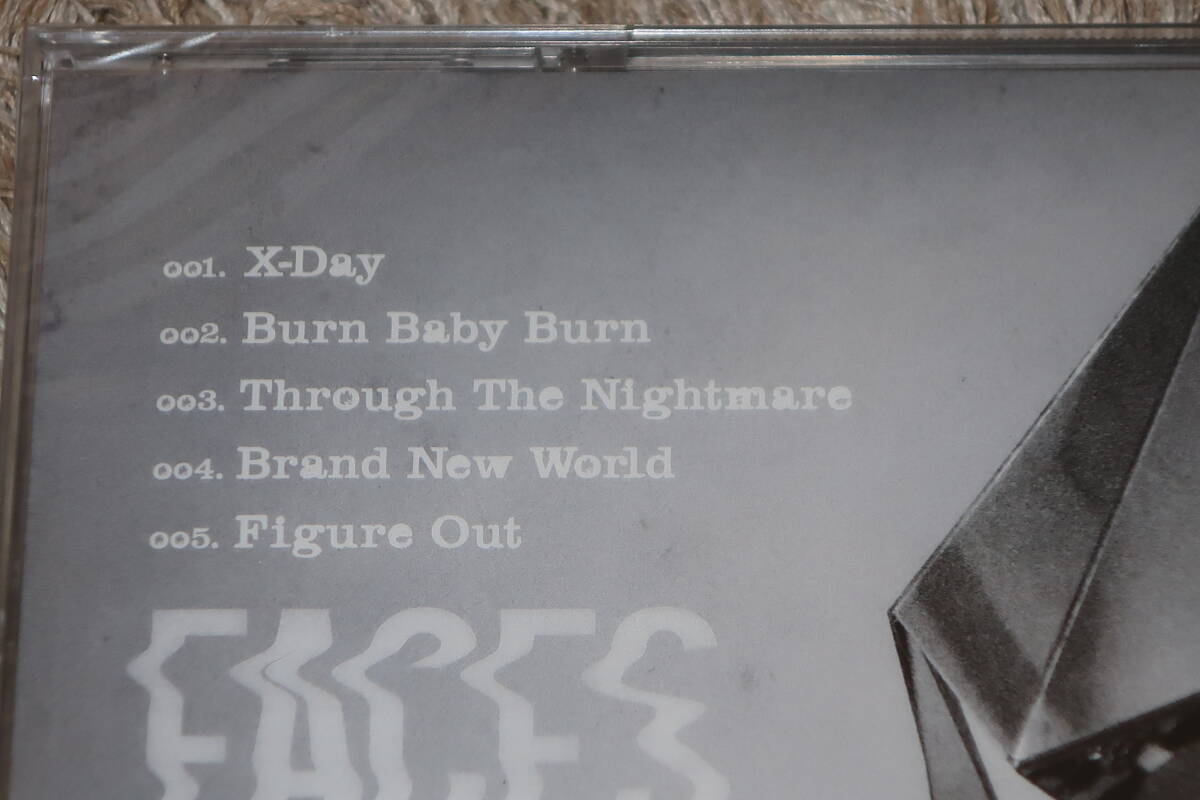 001. X-Day
002. Burn Baby Burn
003. Through The Nightmare
004. Brand New World
005. Figure Out
FACES